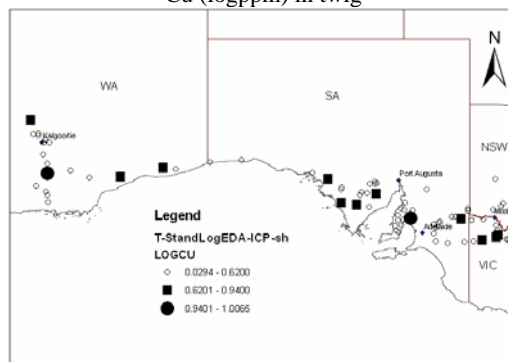 Cu (logppm) in twig
N
WA
SA
Kalgoorlie
NSW
Port Augusta
Adelaide
VIC
Legend
T-StandLogEDA-ICP-sh
LOGCU
0.0294 - 0.6200
0.6201 - 0.9400
0.9401 - 1.0065